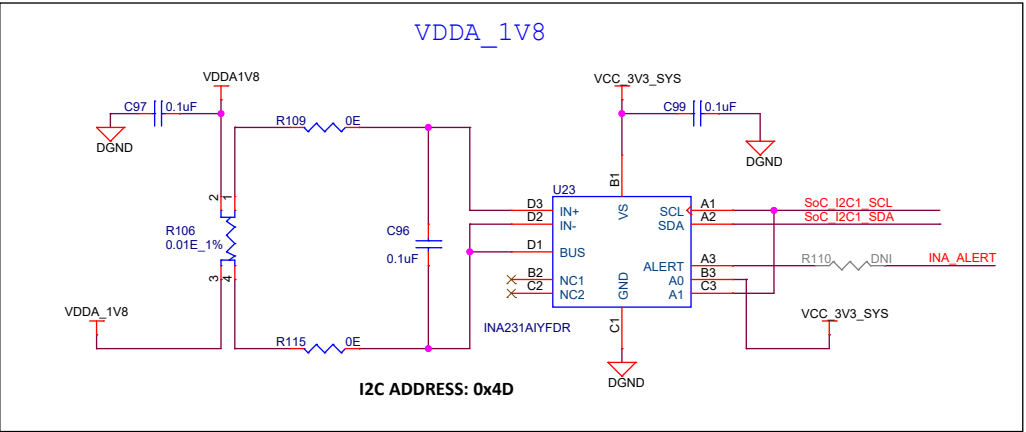 VDDA_1V8
VDDA1V8
VCC_3V3_SYS
C97 0.1uF
C99 0.1uF
DGND
DGND
R109 0E
2 1
B1
U23
D3 IN+ VS SCL A1 SoC_I2C1_SCL
D2 IN- SDA A2 SoC_I2C1_SDA
R106
0.01E_1%
C96
0.1uF
D1 BUS
ALERT A3 R110 DNI INA_ALERT
B2 NC1 GND A0 B3
C2 NC2 A1 C3
3 4
VDDA_1V8
VCC_3V3_SYS
C1
INA231AIYFDR
R115 0E
DGND
I2C ADDRESS: 0x4D